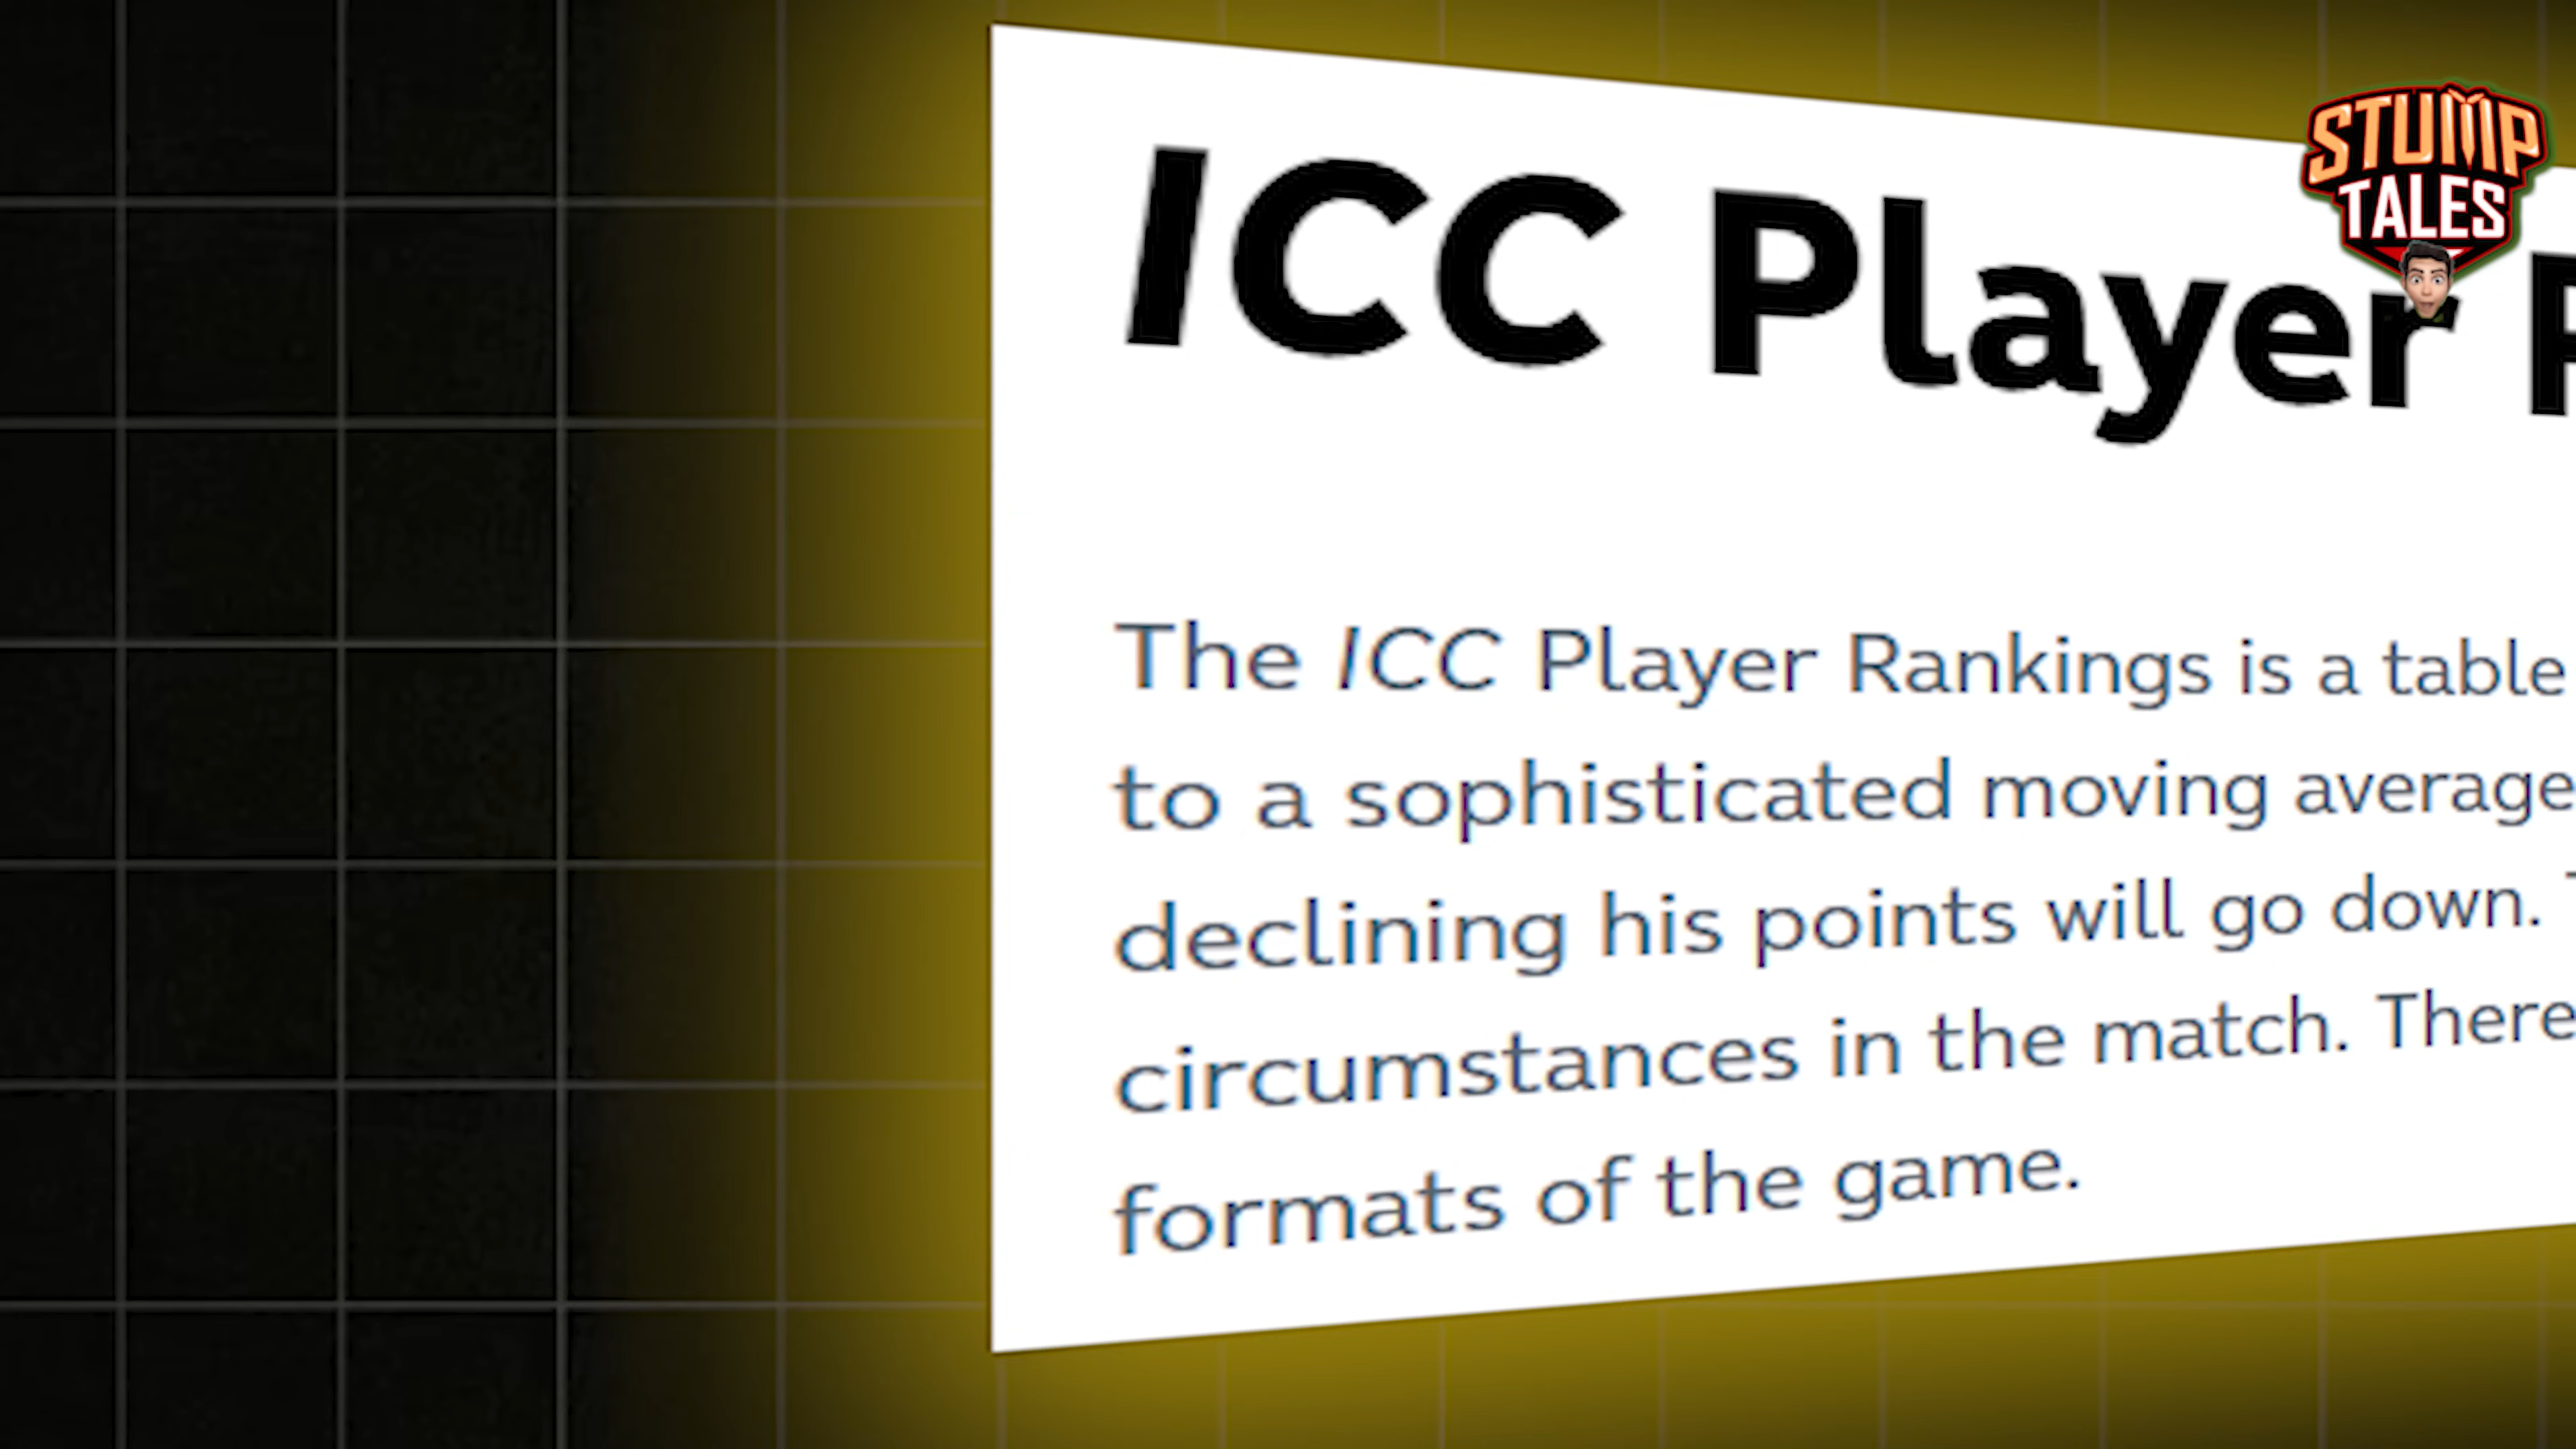 STUMP
TALES
ICC Player
The ICC Player Rankings is a table
to a sophisticated moving average
declining his points will go down.
circumstances in the match. There
formats of the game.